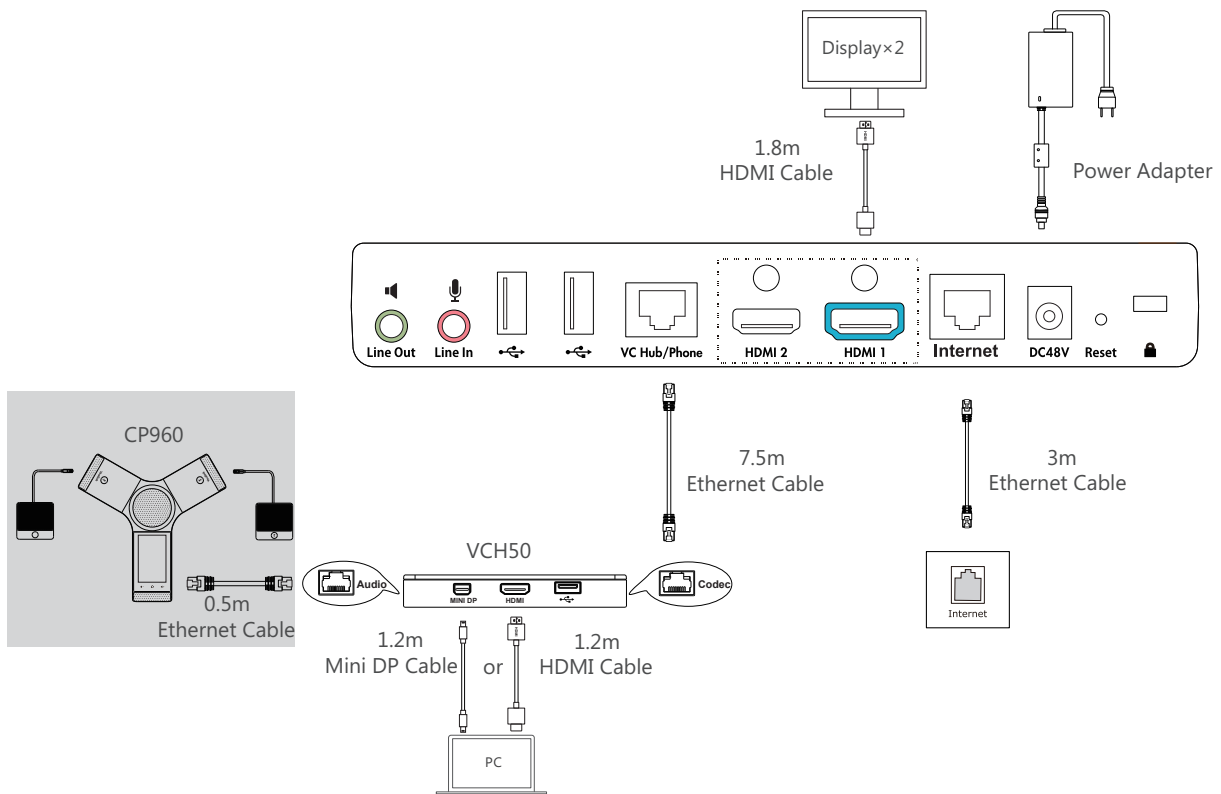 Display×2
1.8m
HDMI Cable
Power Adapter
Line Out
Line In
VC Hub/Phone
HDMI 2
HDMI 1
Internet
DC48V
Reset
CP960
7.5m
Ethernet Cable
3m
Ethernet Cable
VCH50
Audio
MINI DP
HDMI
Codec
0.5m
Ethernet Cable
Internet
1.2m
Mini DP Cable
or
1.2m
HDMI Cable
PC